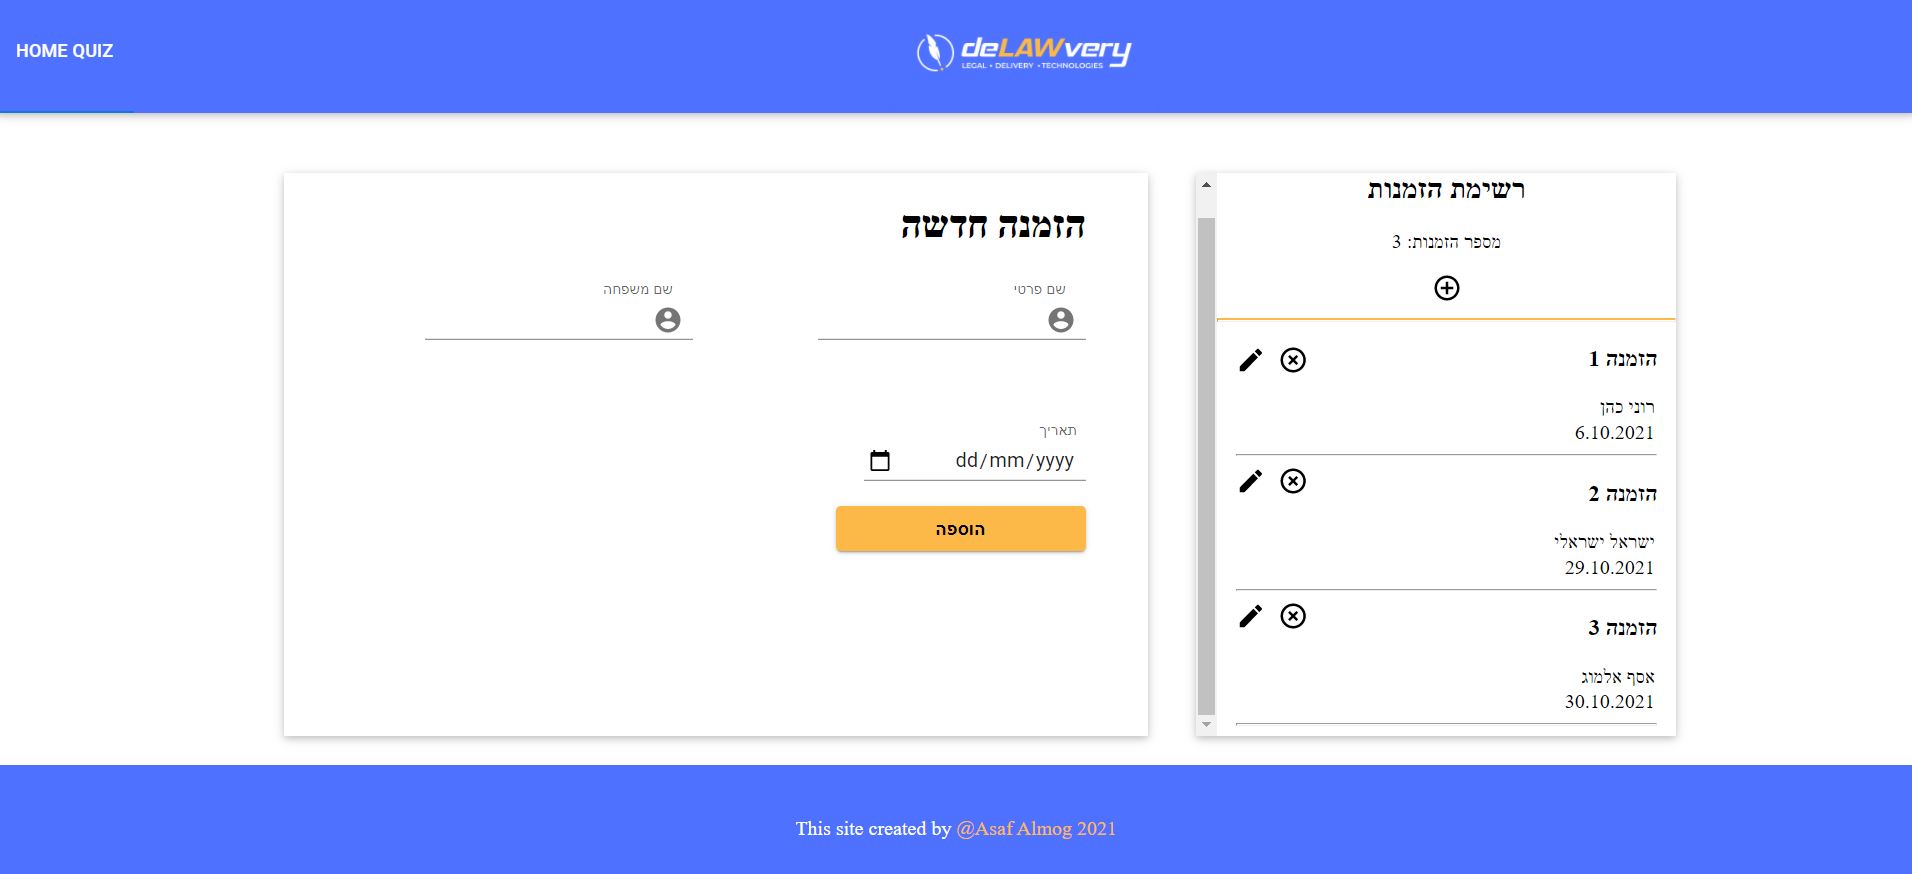 HOME QUIZ
deLAWvery
LEGAL • DELIVERY • TECHNOLOGIES
הזמנה חדשה
שם פרטי
שם משפחה
תאריך
dd/mm/yyyy
הוספה
רשימת הזמנות
מספר הזמנות: 3
הזמנה 1
רוני כהן
6.10.2021
הזמנה 2
ישראל ישראלי
29.10.2021
הזמנה 3
אסף אלמוג
30.10.2021
This site created by @Asaf Almog 2021